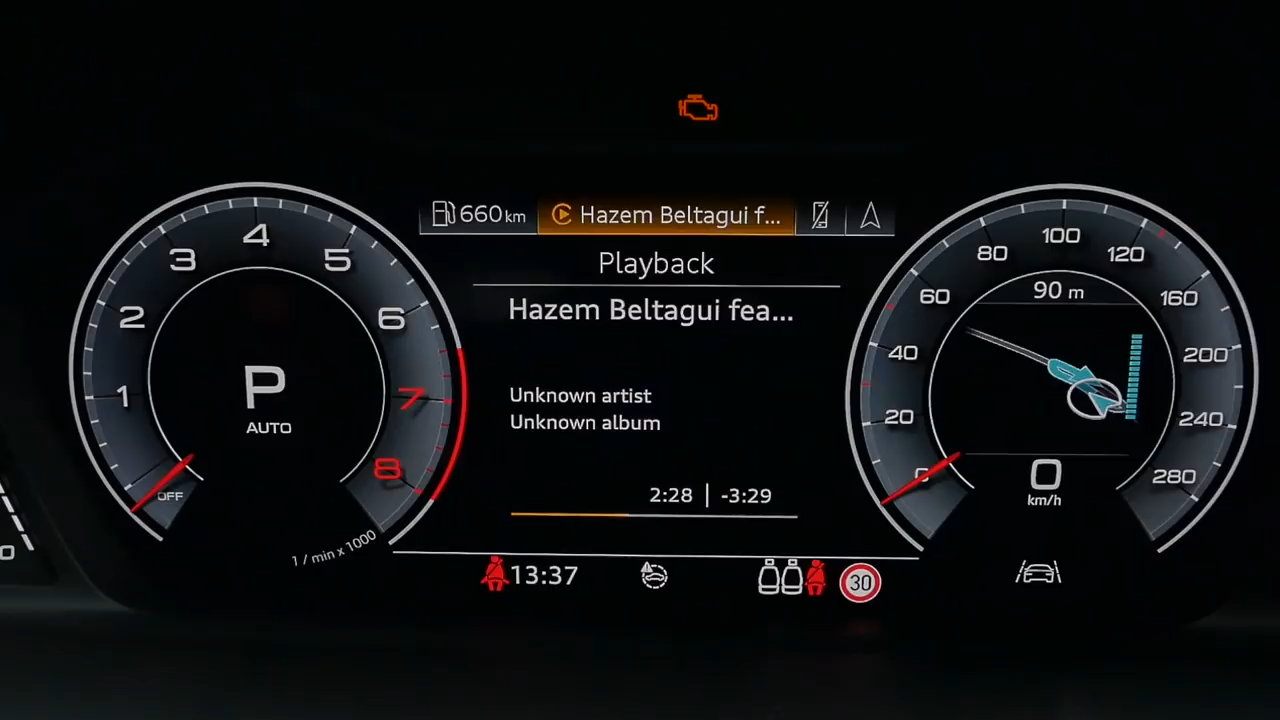 660 km
Hazem Beltagui f...
Playback
Hazem Beltagui fea...
Unknown artist
Unknown album
2:28 | -3:29
13:37
30
OFF
1
2
3
4
5
6
7
8
1 / min x 1000
P
AUTO
0
20
40
60
80
100
120
160
200
240
280
90 m
0
km/h
0